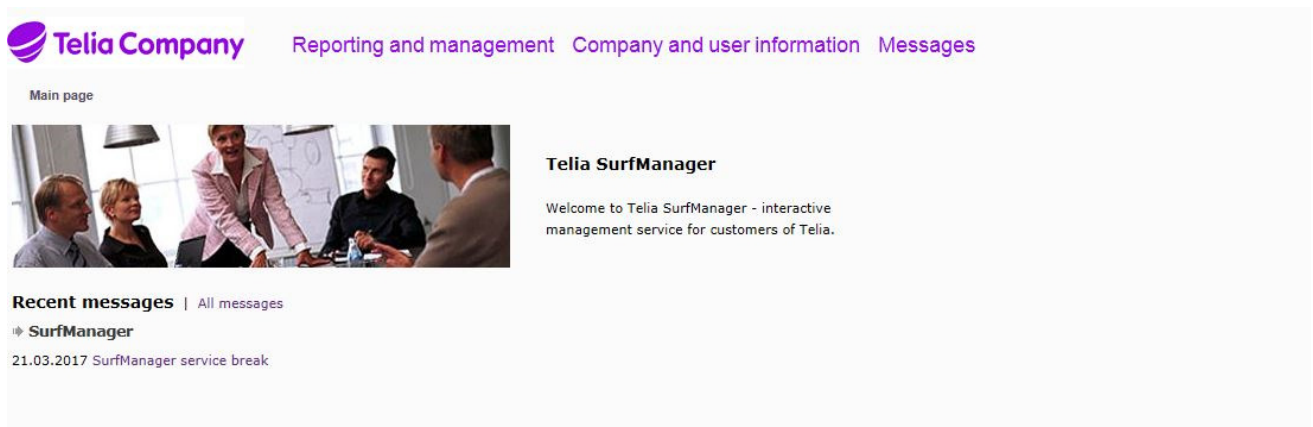 Telia Company
Reporting and management Company and user information Messages
Main page
Telia SurfManager
Welcome to Telia SurfManager - interactive
management service for customers of Telia.
Recent messages | All messages
SurfManager
21.03.2017 SurfManager service break